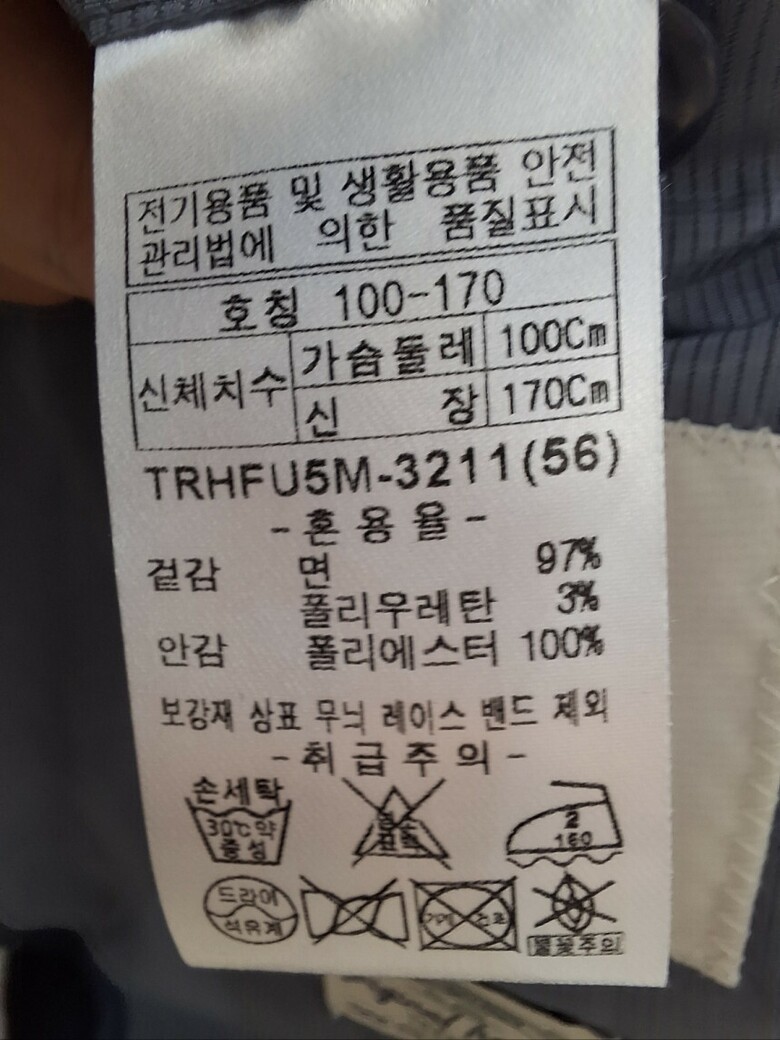 전기용품 및 생활용품 안전
관리법에 의한 품질표시
호칭 100-170
신체치수 가슴둘레 100Cm
신 장 170Cm
TRHFU5M-3211(56)
- 혼 용 율 -
겉감 면 97%
폴리우레탄 3%
안감 폴리에스터 100%
보강재 상표 무늬 레이스 밴드 제외
- 취 급 주 의 -
손세탁
30℃약
중성
2
160
드라이
석유계
기계 건조
불꽃주의